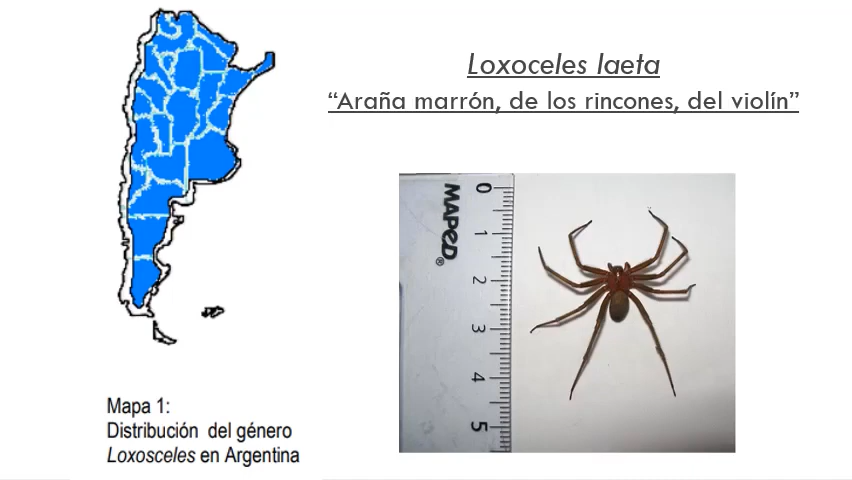 Loxoceles laeta
“Araña marrón, de los rincones, del violín”
MAPED®
0
1
2
3
4
5
Mapa 1:
Distribución del género
Loxosceles en Argentina